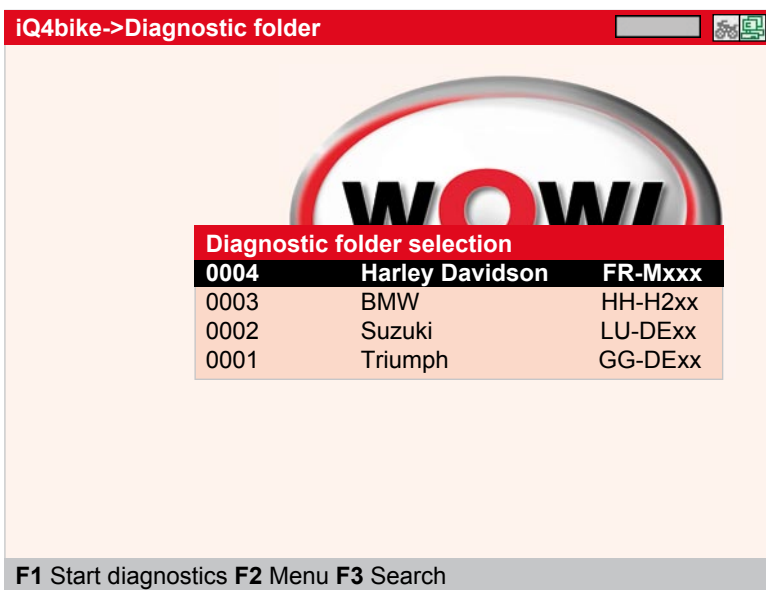 iQ4bike->Diagnostic folder
WOW!
Diagnostic folder selection
0004 Harley Davidson FR-Mxxx
0003 BMW HH-H2xx
0002 Suzuki LU-DExx
0001 Triumph GG-DExx
F1 Start diagnostics F2 Menu F3 Search